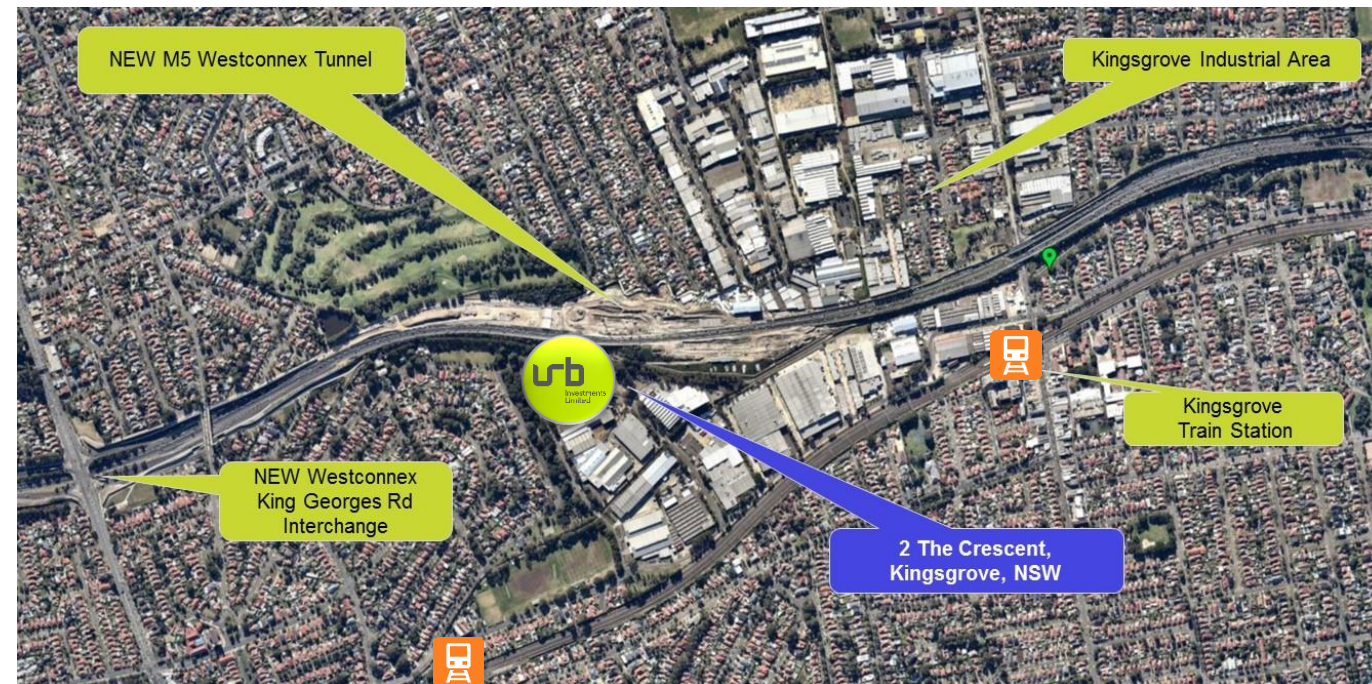 NEW M5 Westconnex Tunnel
Kingsgrove Industrial Area
urb
Investments
Limited
Kingsgrove
Train Station
NEW Westconnex
King Georges Rd
Interchange
2 The Crescent,
Kingsgrove, NSW